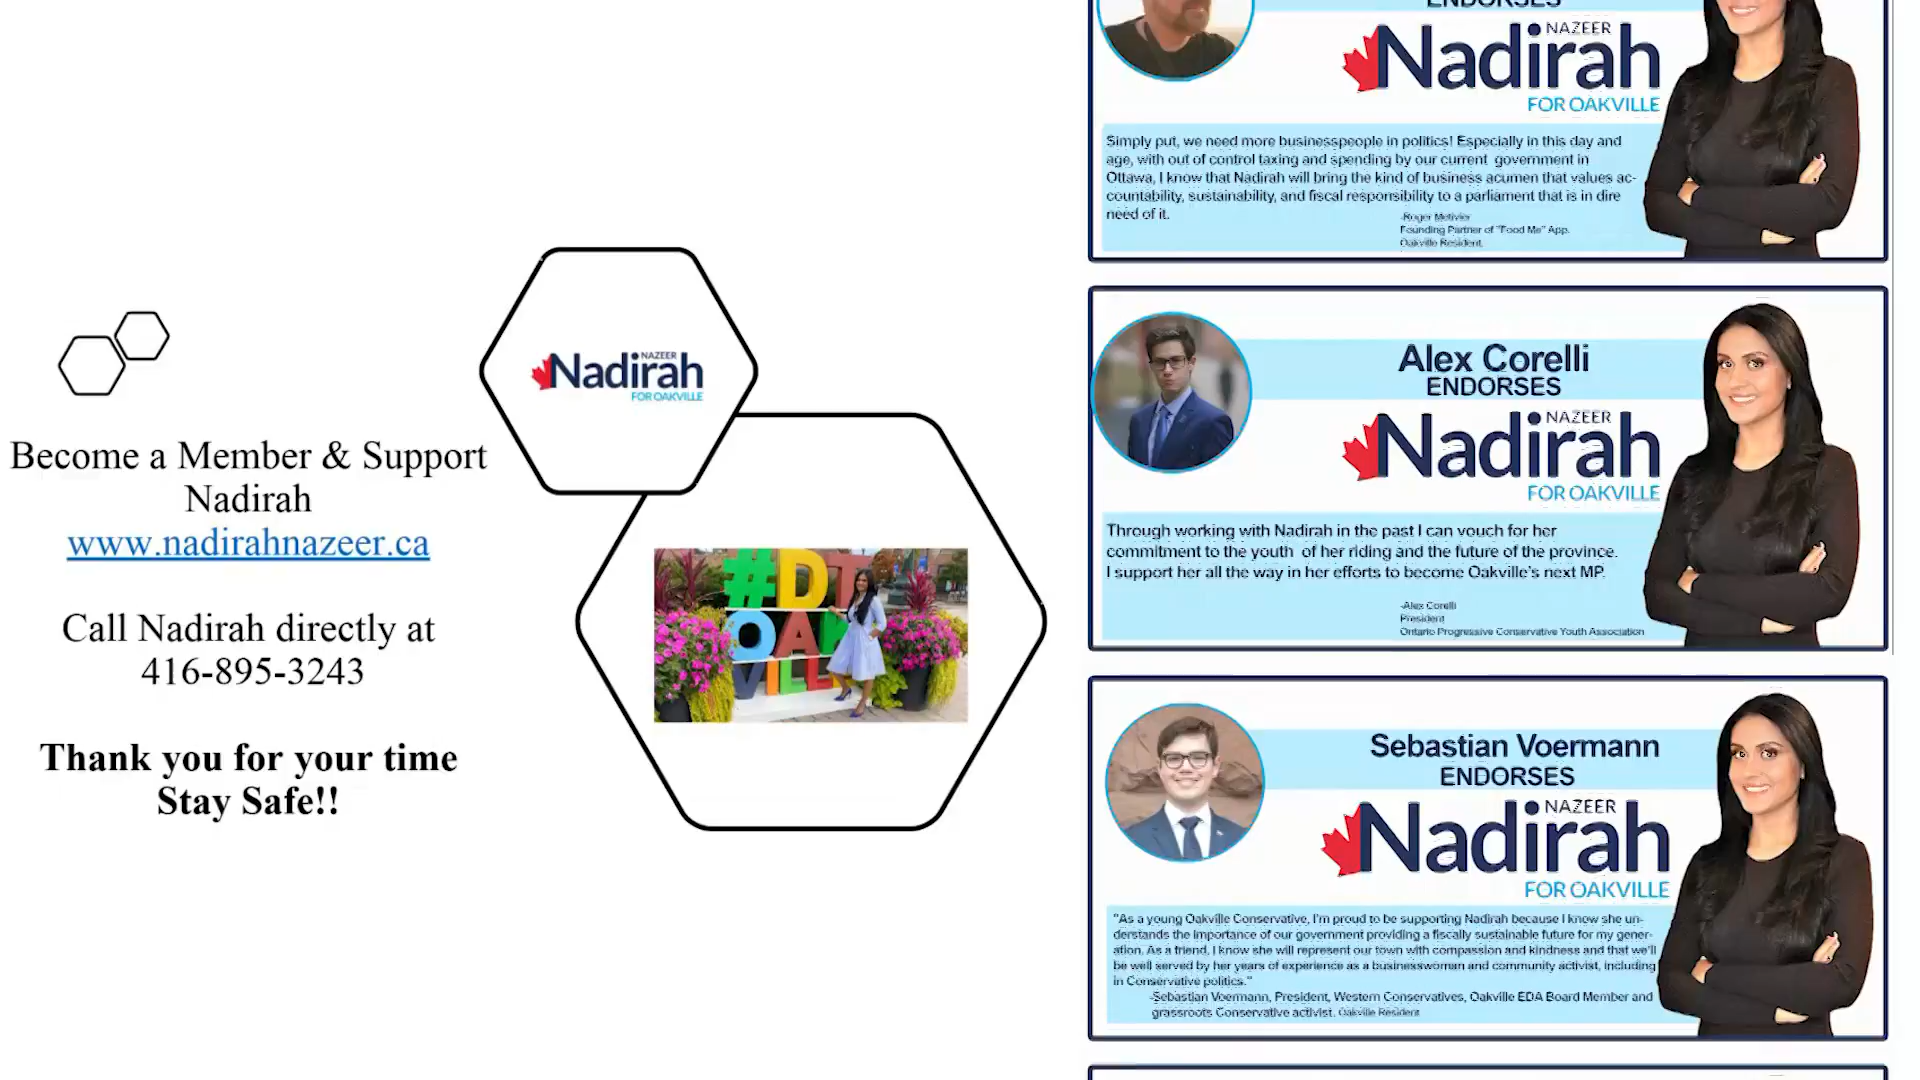 Become a Member & Support
Nadirah
www.nadirahnazeer.ca
Call Nadirah directly at
416-895-3243
Thank you for your time
Stay Safe!!
NAZEER
Nadirah
FOR OAKVILLE
#DT
OAK
VILL
ENDORSES
NAZEER
Nadirah
FOR OAKVILLE
Simply put, we need more businesspeople in politics! Especially in this day and
age, with out of control taxing and spending by our current government in
Ottawa, I know that Nadirah will bring the kind of business acumen that values ac-
countability, sustainability, and fiscal responsibility to a parliament that is in dire
need of it.
-Roger Metivier
Founding Partner of "Food Me" App.
Oakville Resident.
Alex Corelli
ENDORSES
NAZEER
Nadirah
FOR OAKVILLE
Through working with Nadirah in the past I can vouch for her
commitment to the youth of her riding and the future of the province.
I support her all the way in her efforts to become Oakville's next MP.
-Alex Corelli
President
Ontario Progressive Conservative Youth Association
Sebastian Voermann
ENDORSES
NAZEER
Nadirah
FOR OAKVILLE
"As a young Oakville Conservative, I'm proud to be supporting Nadirah because I know she un-
derstands the importance of our government providing a fiscally sustainable future for my gener-
ation. As a friend, I know she will represent our town with compassion and kindness and that we'll
be well served by her years of experience as a businesswoman and community activist, including
in Conservative politics."
-Sebastian Voermann, President, Western Conservatives, Oakville EDA Board Member and
grassroots Conservative activist. Oakville Resident